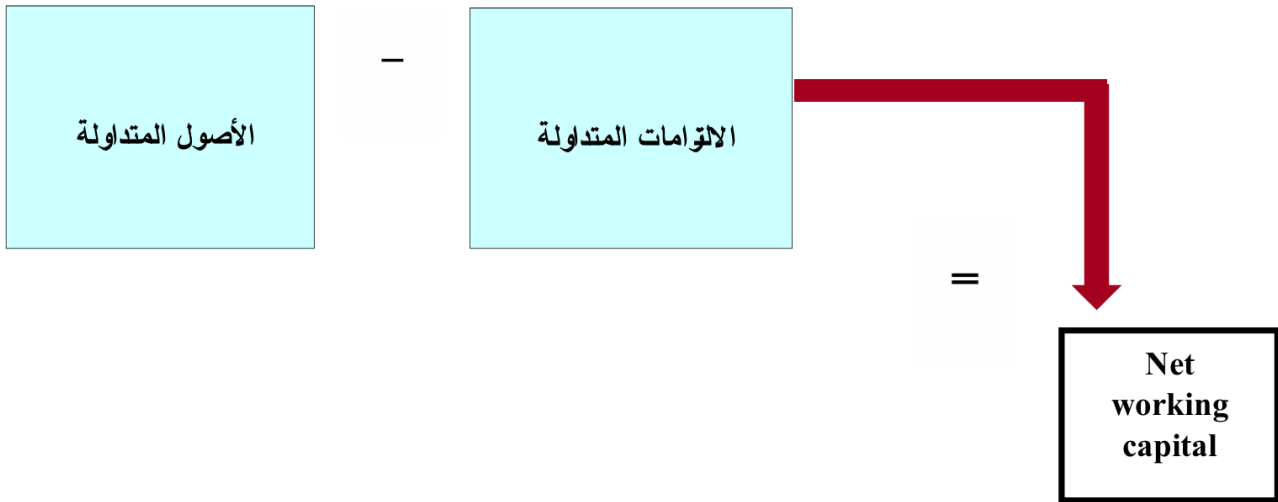 الأصول المتداولة
–
الالتزامات المتداولة
=
Net
working
capital